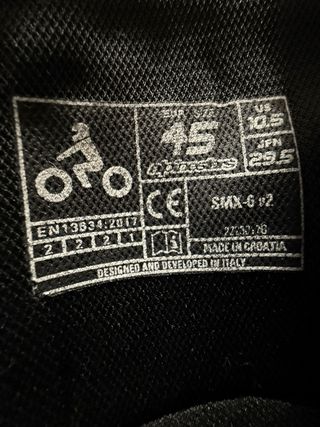 EUR SIZE
45
alpinestars
US
10.5
JPN
29.5
EN13634:2017
2 2 2 1
CE
SMX-6 v2
MADE IN CROATIA
DESIGNED AND DEVELOPED IN ITALY